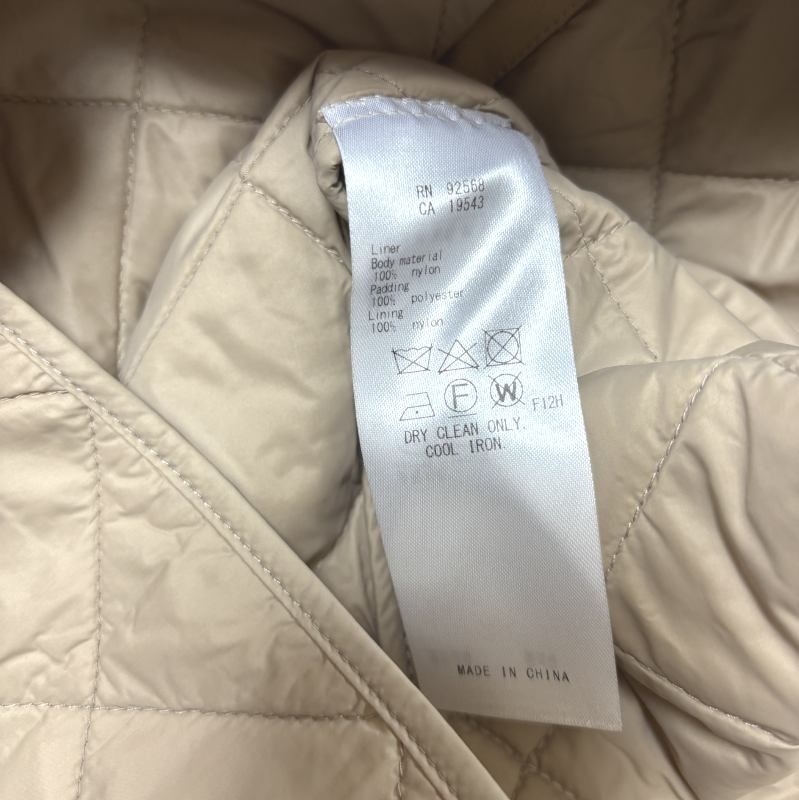 RN 92568
CA 19543
Liner
Body material
100% nylon
Padding
100% polyester
Lining
100% nylon
F
W
F12H
DRY CLEAN ONLY.
COOL IRON.
MADE IN CHINA